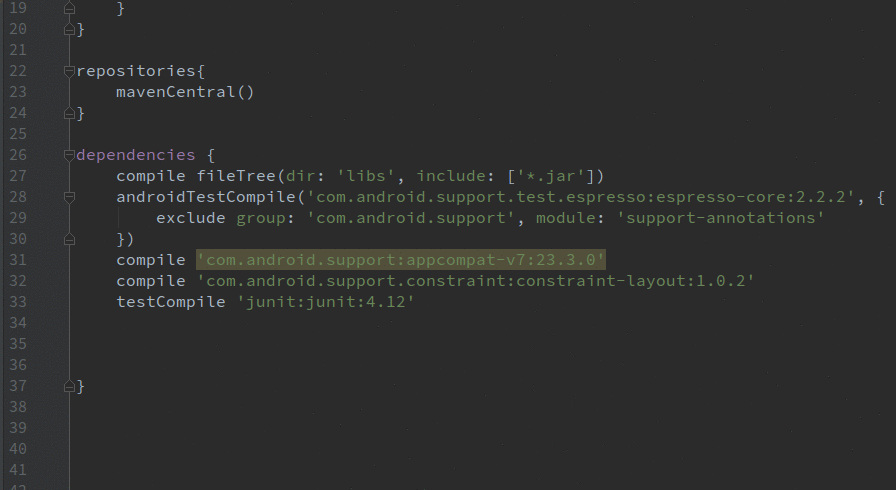 19 }
20 }
21
22 repositories{
23     mavenCentral()
24 }
25
26 dependencies {
27     compile fileTree(dir: 'libs', include: ['*.jar'])
28     androidTestCompile('com.android.support.test.espresso:espresso-core:2.2.2', {
29         exclude group: 'com.android.support', module: 'support-annotations'
30     })
31     compile 'com.android.support:appcompat-v7:23.3.0'
32     compile 'com.android.support.constraint:constraint-layout:1.0.2'
33     testCompile 'junit:junit:4.12'
34
35
36
37 }
38
39
40
41
42